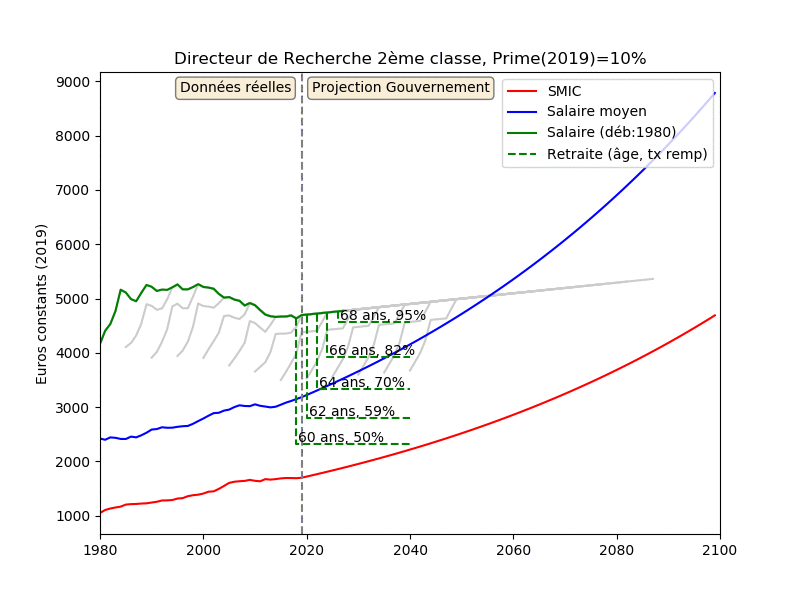 Directeur de Recherche 2ème classe, Prime(2019)=10%
Données réelles
Projection Gouvernement
SMIC
Salaire moyen
Salaire (déb:1980)
Retraite (âge, tx remp)
Euros constants (2019)
9000
8000
7000
6000
5000
4000
3000
2000
1000
68 ans, 95%
66 ans, 82%
64 ans, 70%
62 ans, 59%
60 ans, 50%
1980
2000
2020
2040
2060
2080
2100